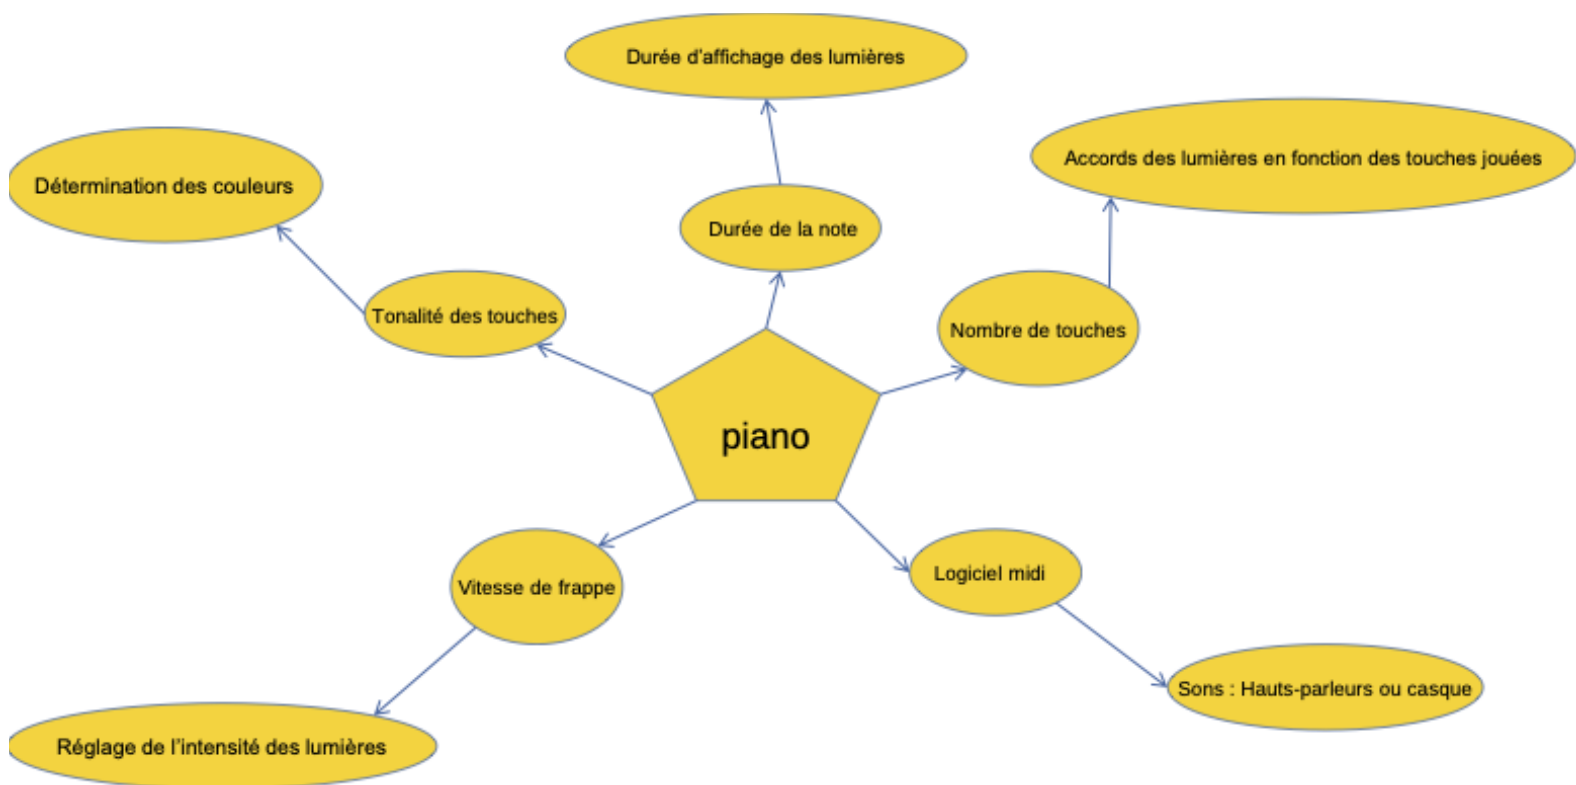 Durée d'affichage des lumières
Accords des lumières en fonction des touches jouées
Détermination des couleurs
Durée de la note
Tonalité des touches
Nombre de touches
piano
Logiciel midi
Vitesse de frappe
Sons : Hauts-parleurs ou casque
Réglage de l'intensité des lumières